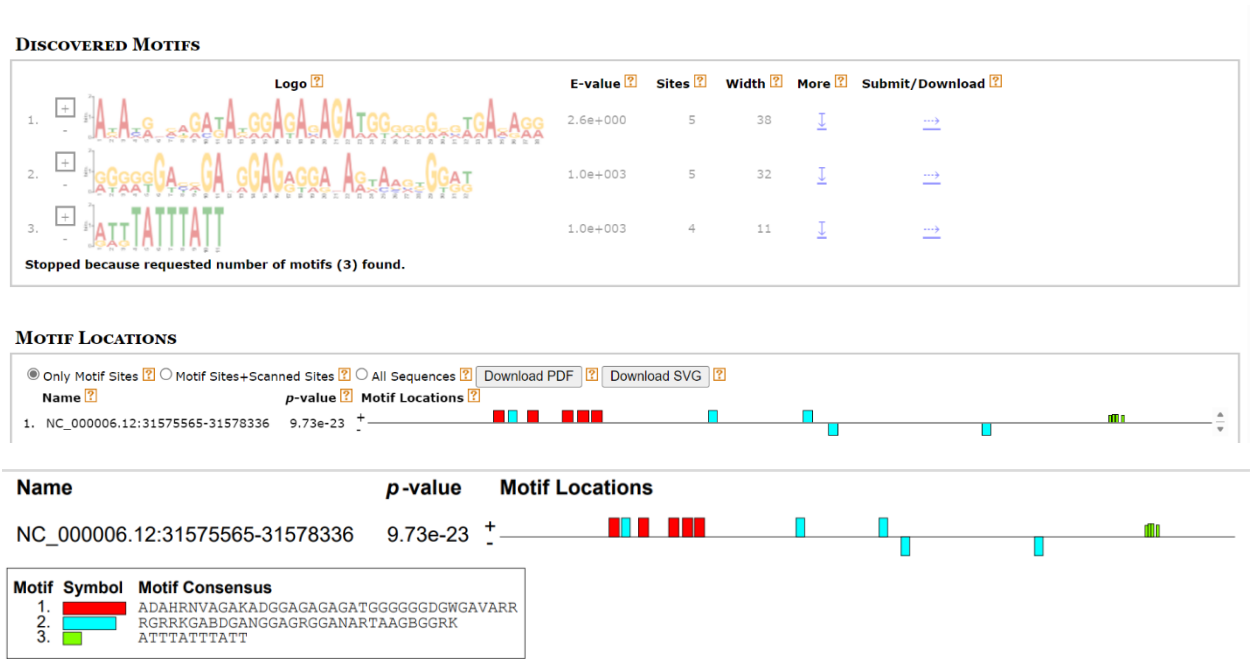 DISCOVERED MOTIFS
Logo ? E-value ? Sites ? Width ? More ? Submit/Download ?
1. + - 2.6e+000 5 38
2. + - 1.0e+003 5 32
3. + - 1.0e+003 4 11
Stopped because requested number of motifs (3) found.
MOTIF LOCATIONS
Only Motif Sites ? Motif Sites+Scanned Sites ? All Sequences ? Download PDF ? Download SVG ?
Name ? p-value ? Motif Locations ?
1. NC_000006.12:31575565-31578336 9.73e-23 + -
Name p-value Motif Locations
NC_000006.12:31575565-31578336 9.73e-23 + -
Motif Symbol Motif Consensus
1. ADAHRNVAGAKADGGAGAGAGATGGGGGGDGWGAVARR
2. RGRRKGABDGANGGAGRGGANARTAAGBGGRK
3. ATTTATTTATT